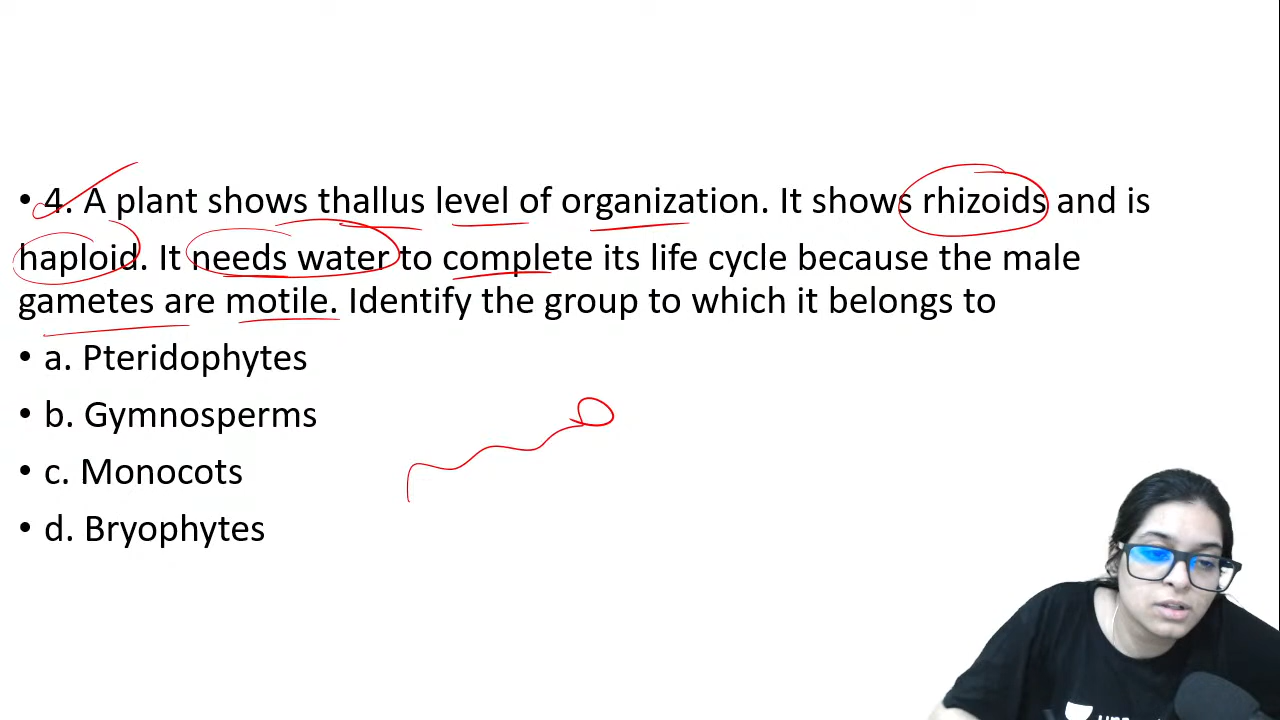 • 4. A plant shows thallus level of organization. It shows rhizoids and is
haploid. It needs water to complete its life cycle because the male
gametes are motile. Identify the group to which it belongs to
• a. Pteridophytes
• b. Gymnosperms
• c. Monocots
• d. Bryophytes